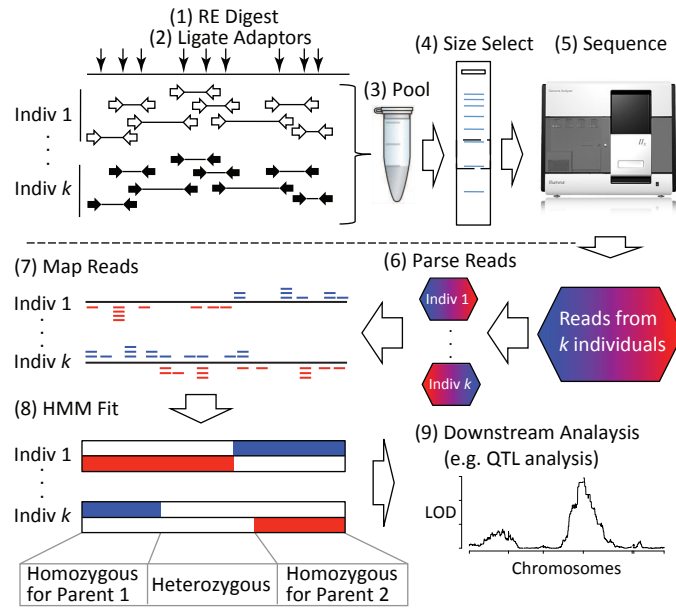 (1) RE Digest
(2) Ligate Adaptors
(3) Pool
(4) Size Select
(5) Sequence
Indiv 1
Indiv k
(7) Map Reads
(6) Parse Reads
Indiv 1
Indiv k
Indiv 1
Indiv k
Reads from
k individuals
(8) HMM Fit
Indiv 1
Indiv k
Homozygous
for Parent 1
Heterozygous
Homozygous
for Parent 2
(9) Downstream Analaysis
(e.g. QTL analysis)
LOD
Chromosomes